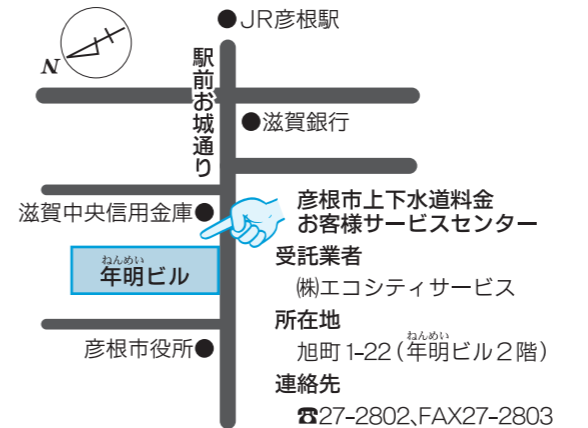 ●JR彦根駅
N
駅前お城通り
●滋賀銀行
滋賀中央信用金庫●
彦根市上下水道料金
お客様サービスセンター
ねんめい
年明ビル
受託業者
㈱エコシティサービス
所在地
ねんめい
旭町1-22(年明ビル2階)
彦根市役所●
連絡先
☎27-2802、FAX27-2803